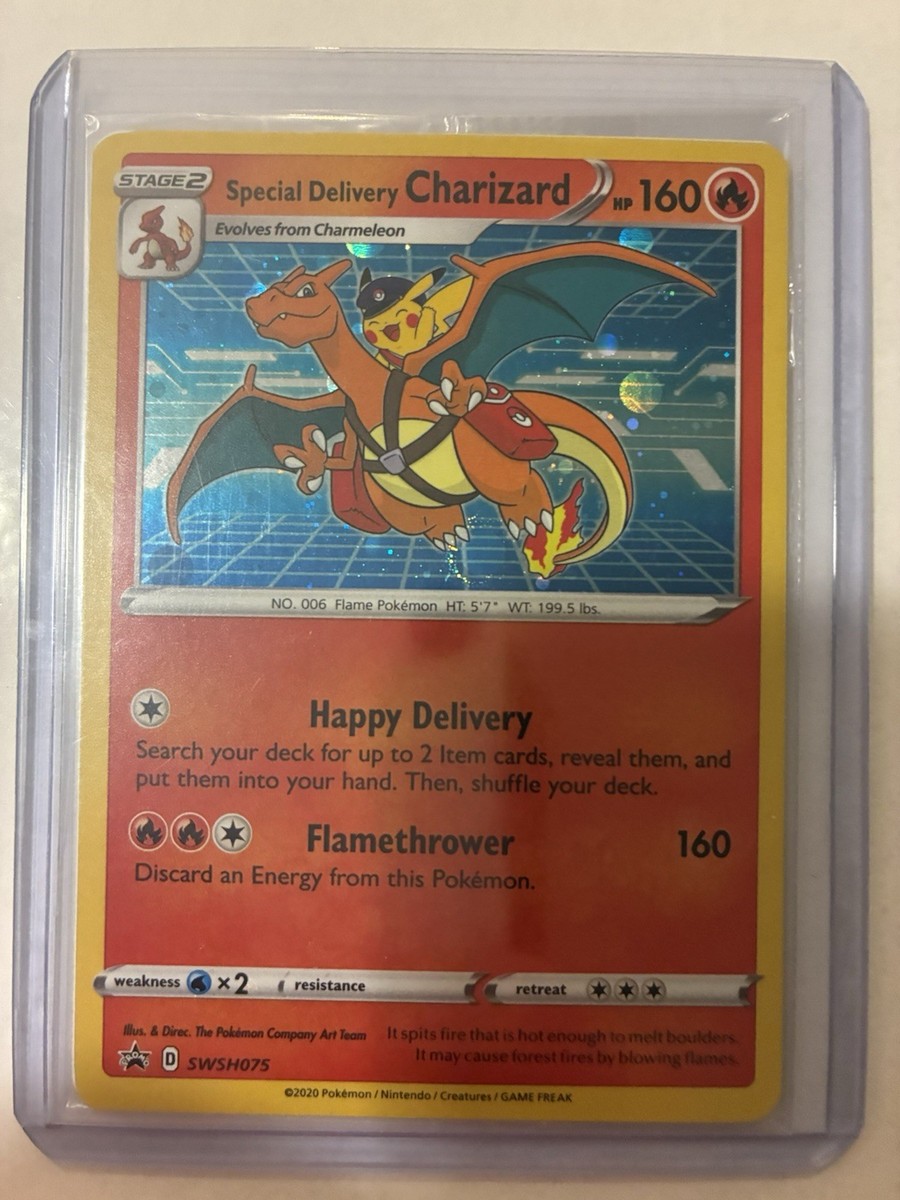 STAGE2
Special Delivery Charizard
HP 160
Evolves from Charmeleon
NO. 006 Flame Pokémon HT: 5'7" WT: 199.5 lbs.
Happy Delivery
Search your deck for up to 2 Item cards, reveal them, and
put them into your hand. Then, shuffle your deck.
Flamethrower 160
Discard an Energy from this Pokémon.
weakness ×2 resistance retreat
Illus. & Direc. The Pokémon Company Art Team
It spits fire that is hot enough to melt boulders.
It may cause forest fires by blowing flames.
PROMO D SWSH075
©2020 Pokémon / Nintendo / Creatures / GAME FREAK